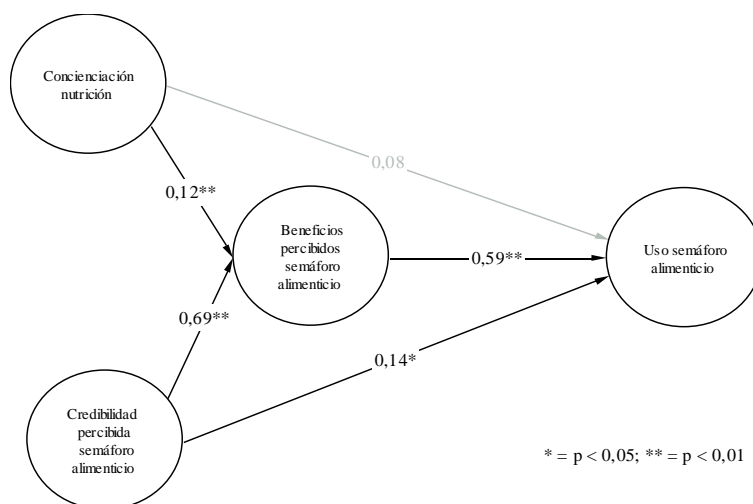 Concienciación
nutrición
0,08
0,12**
Beneficios
percibidos
semáforo
alimenticio
0,59**
Uso semáforo
alimenticio
0,69**
0,14*
Credibilidad
percibida
semáforo
alimenticio
* = p < 0,05; ** = p < 0,01